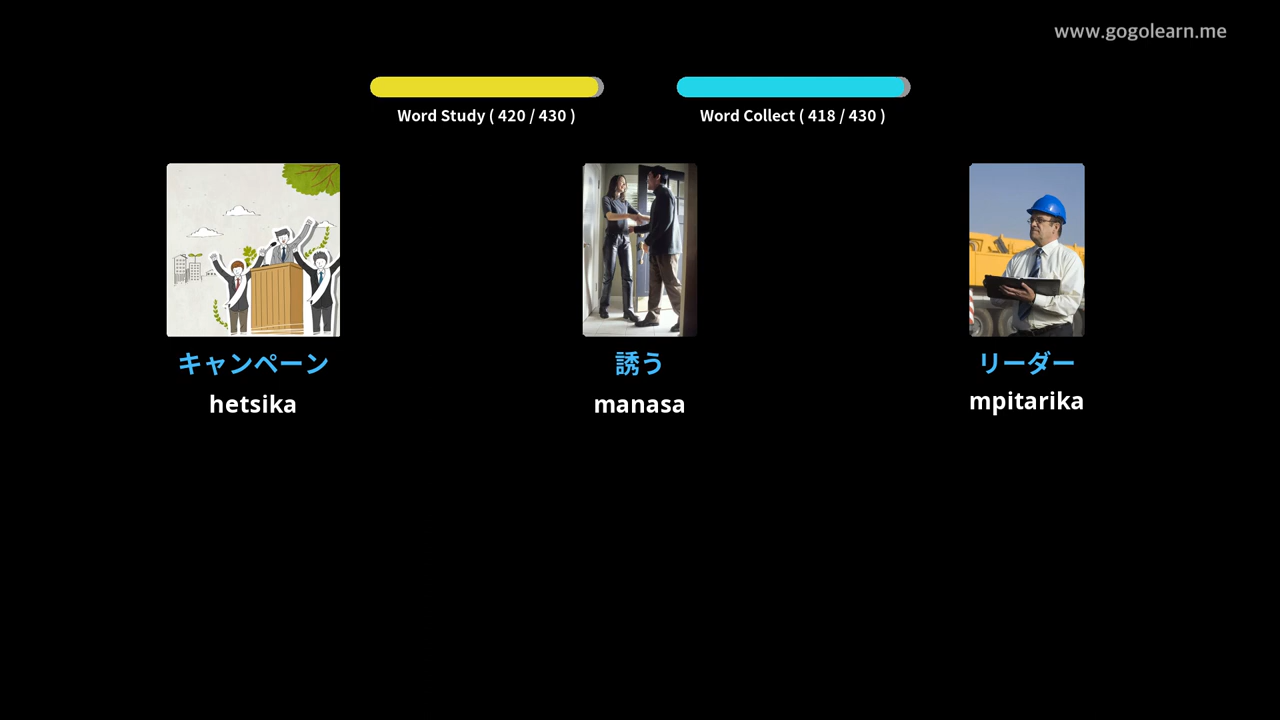 www.gogolearn.me
Word Study ( 420 / 430 )
Word Collect ( 418 / 430 )
キャンペーン
hetsika
誘う
manasa
リーダー
mpitarika